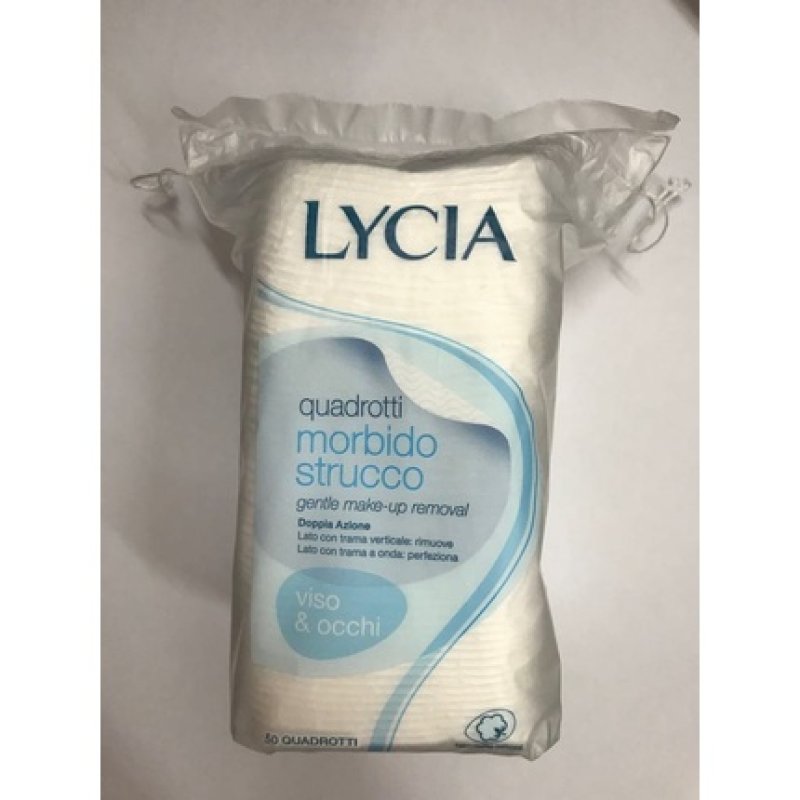 LYCIA
quadrotti
morbido
strucco
gentle make-up removal
Doppia Azione
Lato con trama verticale: rimuove
Lato con trama a onda: perfeziona
viso
& occhi
50 QUADROTTI